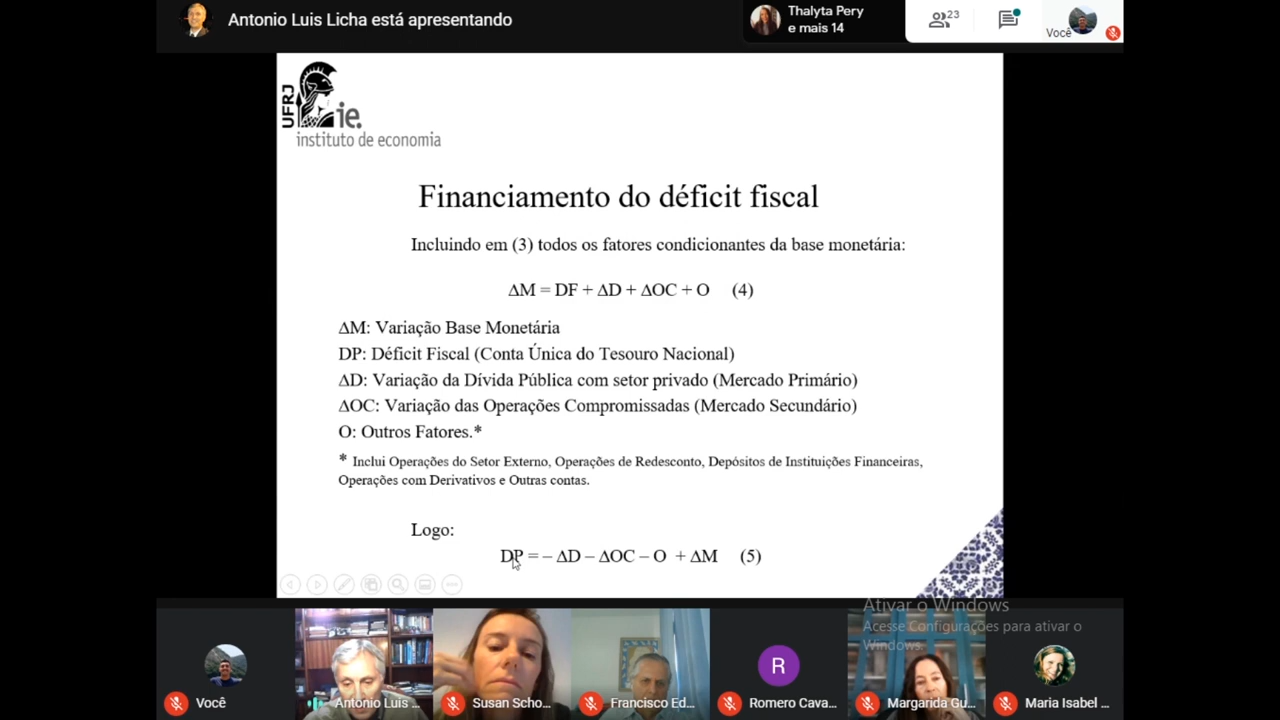 Antonio Luis Licha está apresentando
Thalyta Pery
e mais 14
23
Você
UFRJ
ie.
instituto de economia
Financiamento do déficit fiscal
Incluindo em (3) todos os fatores condicionantes da base monetária:
ΔM = DF + ΔD + ΔOC + O (4)
ΔM: Variação Base Monetária
DP: Déficit Fiscal (Conta Única do Tesouro Nacional)
ΔD: Variação da Dívida Pública com setor privado (Mercado Primário)
ΔOC: Variação das Operações Compromissadas (Mercado Secundário)
O: Outros Fatores.*
* Inclui Operações do Setor Externo, Operações de Redesconto, Depósitos de Instituições Financeiras,
Operações com Derivativos e Outras contas.
Logo:
DP = – ΔD – ΔOC – O + ΔM (5)
Ativar o Windows
Acesse Configurações para ativar o
Windows.
Você
Antonio Luis ...
Susan Scho...
Francisco Ed...
R
Romero Cava...
Margarida Gu...
Maria Isabel ...